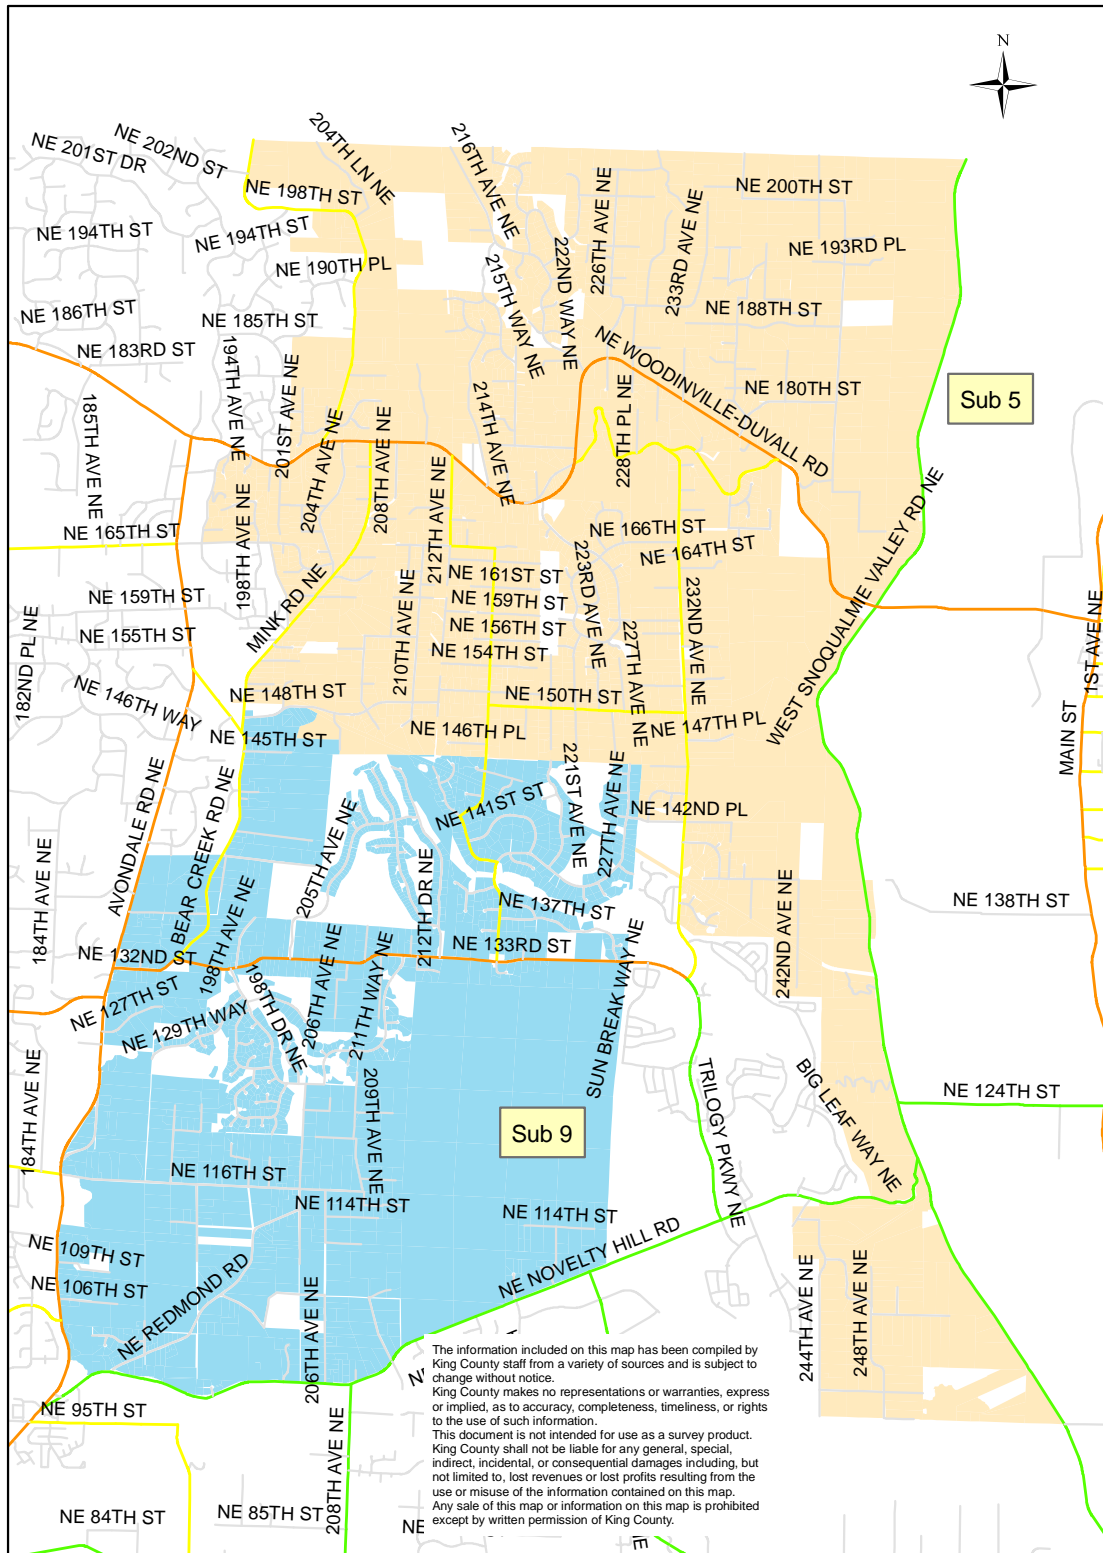 N
NE 202ND ST
NE 201ST DR
204TH LN NE
216TH AVE NE
NE 198TH ST
NE 200TH ST
226TH AVE NE
233RD AVE NE
NE 194TH ST
NE 194TH ST
222ND WAY NE
NE 193RD PL
NE 190TH PL
215TH WAY NE
NE 186TH ST
NE 185TH ST
NE 188TH ST
NE 183RD ST
194TH AVE NE
NE WOODINVILLE-DUVALL RD
NE 180TH ST
Sub 5
185TH AVE NE
201ST AVE NE
204TH AVE NE
208TH AVE NE
214TH AVE NE
228TH PL NE
212TH AVE NE
198TH AVE NE
NE 165TH ST
NE 166TH ST
NE 164TH ST
WEST SNOQUALMIE VALLEY RD NE
223RD AVE NE
NE 161ST ST
NE 159TH ST
NE 159TH ST
MINK RD NE
210TH AVE NE
232ND AVE NE
1ST AVE NE
182ND PL NE
NE 155TH ST
NE 156TH ST
227TH AVE NE
NE 154TH ST
NE 146TH WAY
NE 148TH ST
NE 150TH ST
NE 145TH ST
NE 146TH PL
NE 147TH PL
MAIN ST
221ST AVE NE
227TH AVE NE
AVONDALE RD NE
BEAR CREEK RD NE
205TH AVE NE
NE 141ST ST
NE 142ND PL
184TH AVE NE
198TH AVE NE
212TH DR NE
NE 137TH ST
242ND AVE NE
NE 138TH ST
NE 132ND ST
NE 133RD ST
206TH AVE NE
211TH WAY NE
SUN BREAK WAY NE
NE 127TH ST
NE 129TH WAY
198TH DR NE
184TH AVE NE
209TH AVE NE
TRILOGY PKWY NE
BIG LEAF WAY NE
NE 124TH ST
Sub 9
NE 116TH ST
NE 114TH ST
NE 114TH ST
NE NOVELTY HILL RD
NE 109TH ST
NE 106TH ST
NE REDMOND RD
206TH AVE NE
244TH AVE NE
248TH AVE NE
The information included on this map has been compiled by
King County staff from a variety of sources and is subject to
change without notice.
King County makes no representations or warranties, express
or implied, as to accuracy, completeness, timeliness, or rights
to the use of such information.
This document is not intended for use as a survey product.
King County shall not be liable for any general, special,
indirect, incidental, or consequential damages including, but
not limited to, lost revenues or lost profits resulting from the
use or misuse of the information contained on this map.
Any sale of this map or information on this map is prohibited
except by written permission of King County.
NE 95TH ST
208TH AVE NE
NE 84TH ST
NE 85TH ST
NE
NE